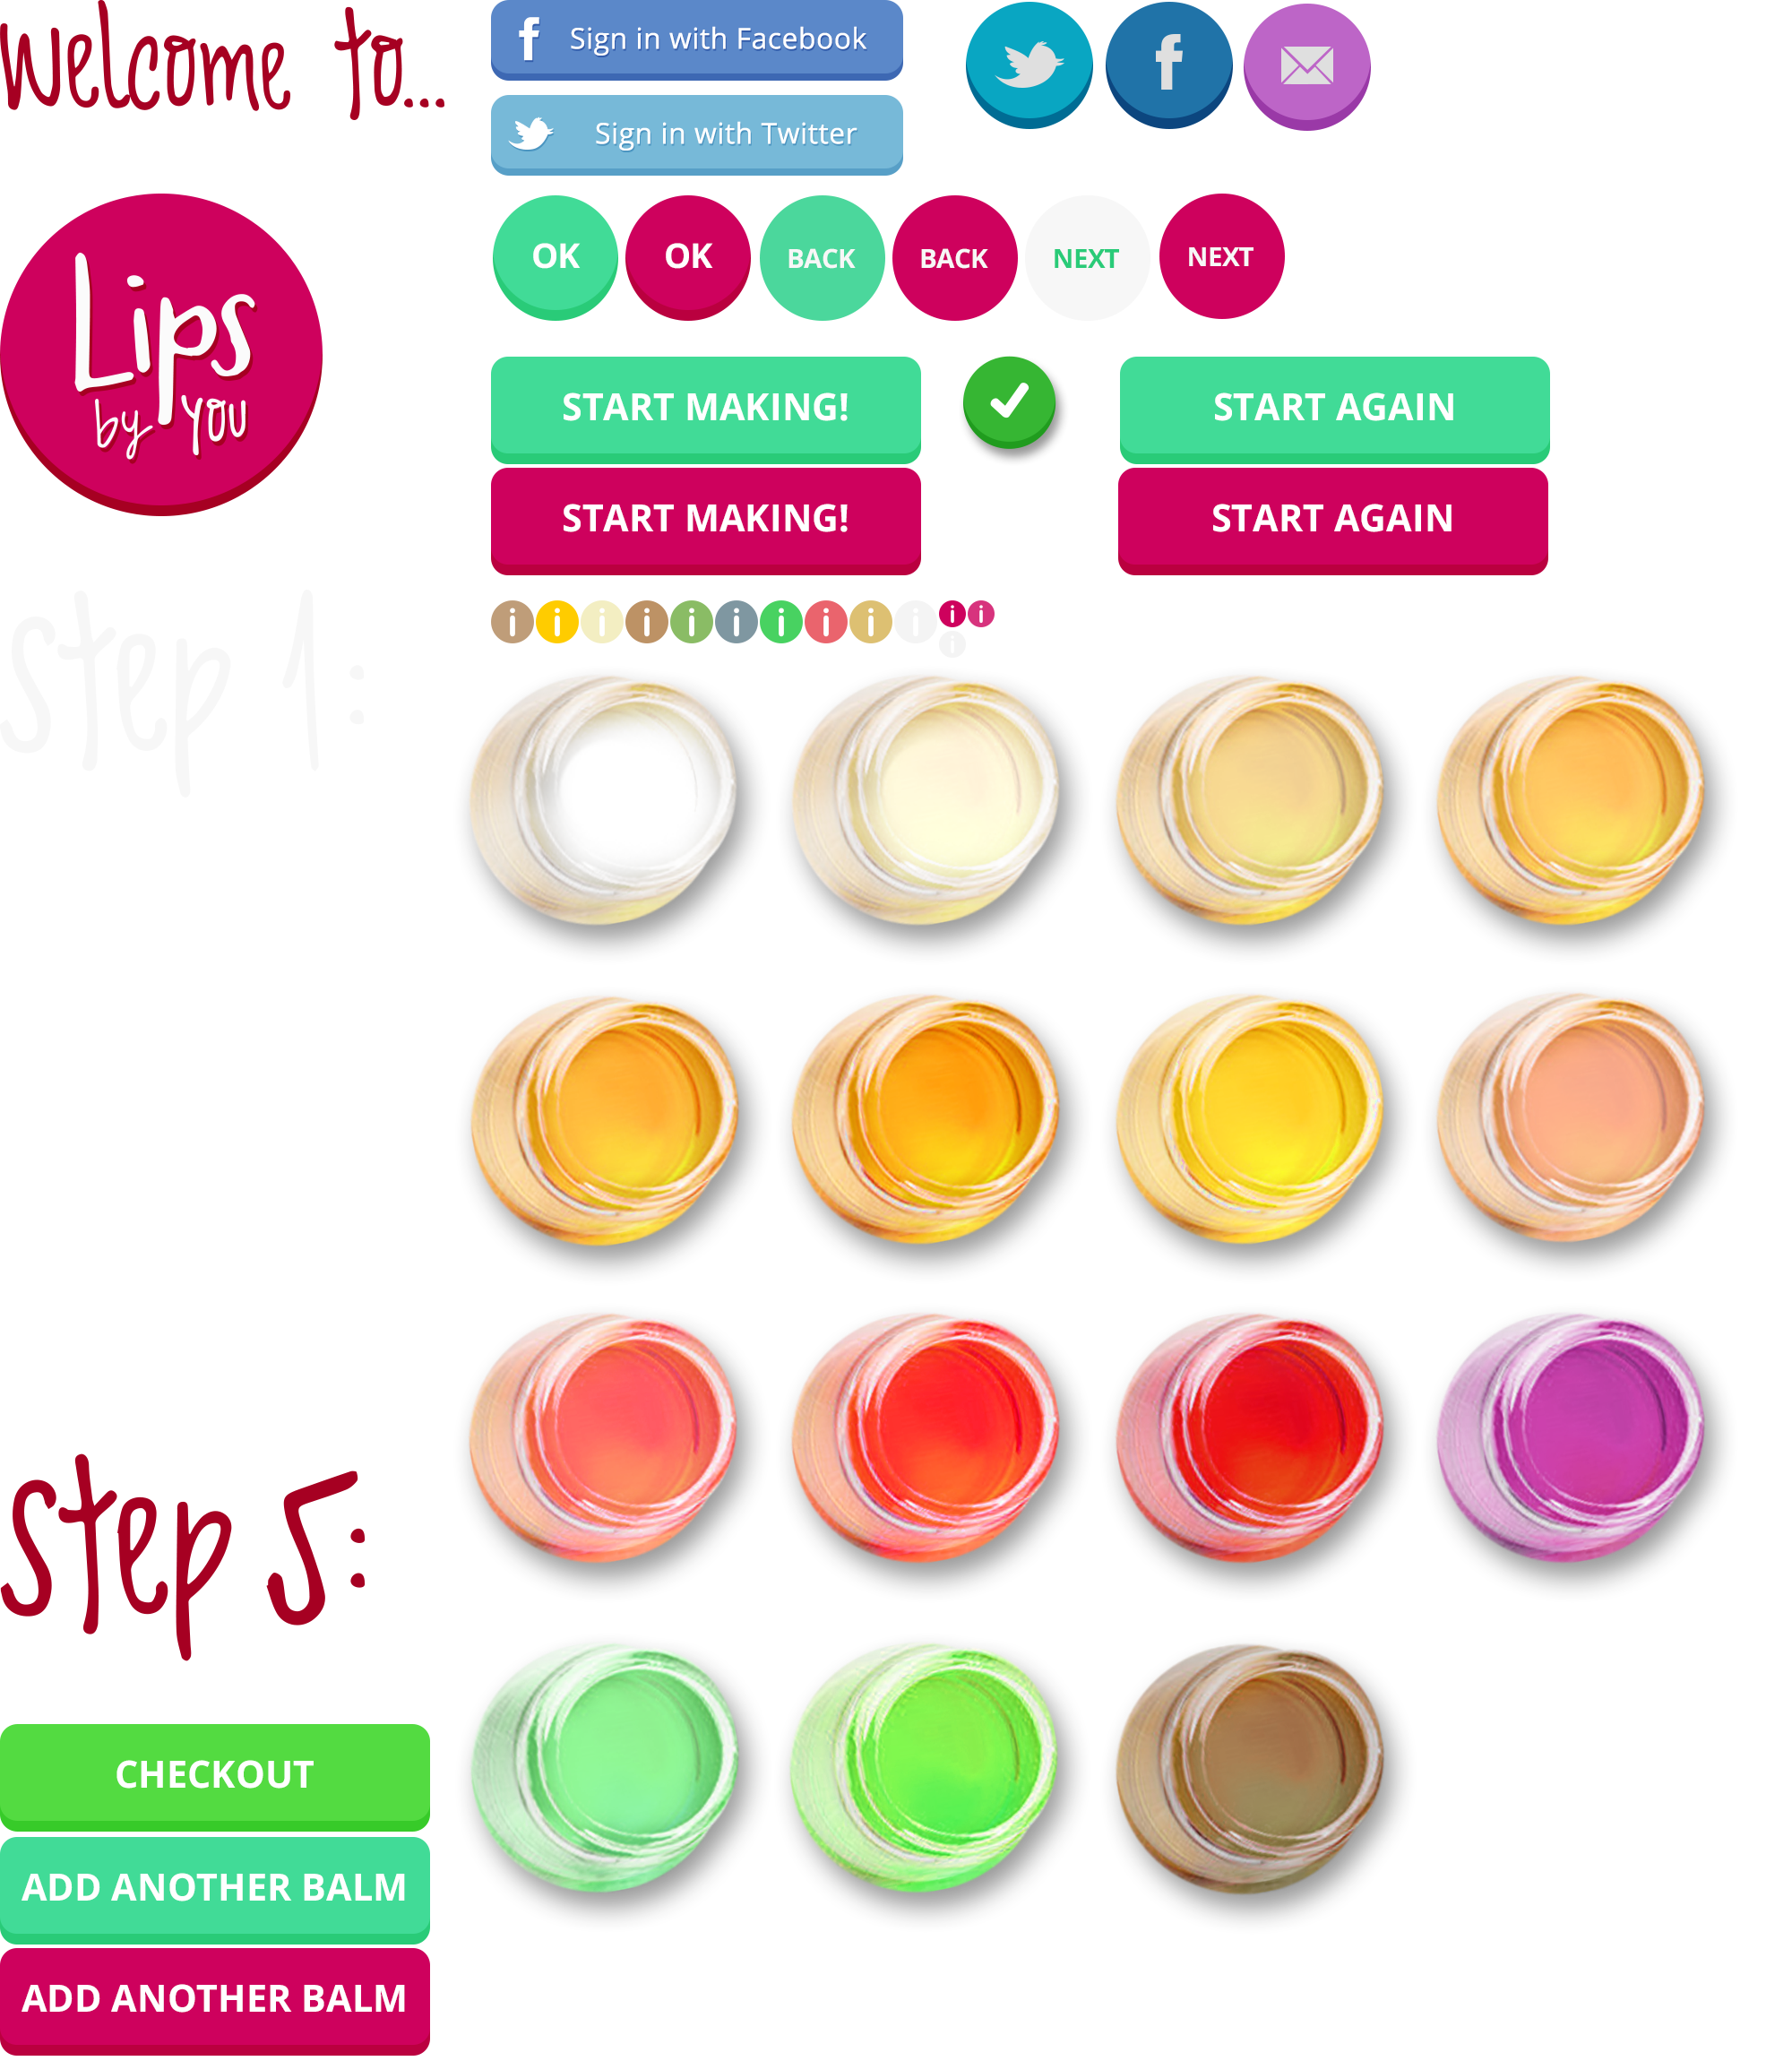 Welcome to...
Sign in with Facebook
Sign in with Twitter
Lips
by YOU
OK
OK
BACK
BACK
NEXT
NEXT
START MAKING!
START AGAIN
START MAKING!
START AGAIN
i i i i i i i i i i i i
i
Step 1:
Step 5:
CHECKOUT
ADD ANOTHER BALM
ADD ANOTHER BALM